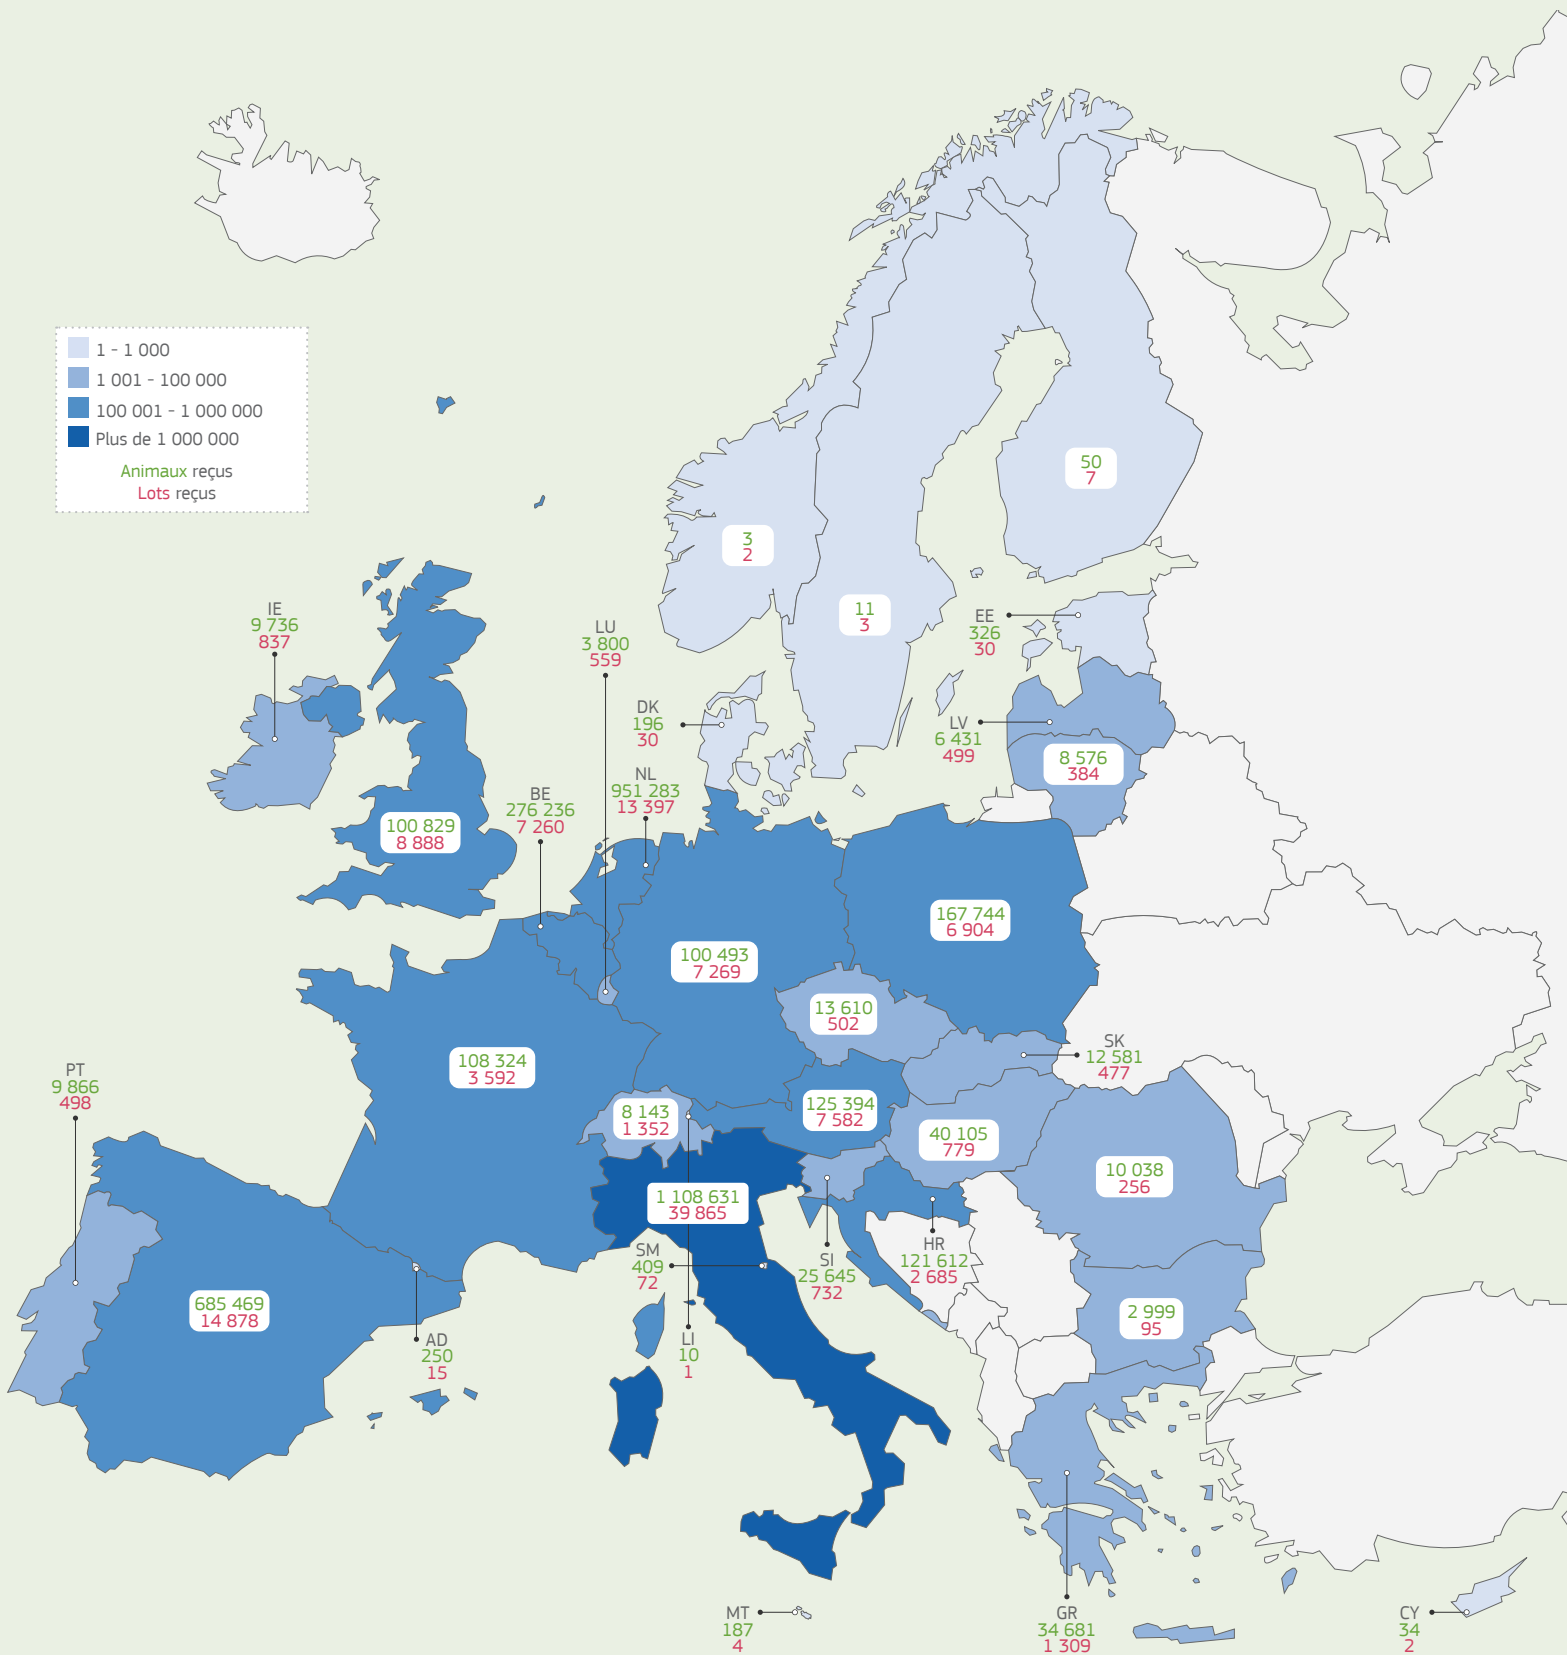 1 - 1 000
1 001 - 100 000
100 001 - 1 000 000
Plus de 1 000 000
Animaux reçus
Lots reçus
50
7
3
2
11
3
IE
9 736
837
LU
3 800
559
EE
326
30
DK
196
30
LV
6 431
499
8 576
384
NL
951 283
13 397
BE
276 236
7 260
100 829
8 888
167 744
6 904
100 493
7 269
13 610
502
SK
12 581
477
108 324
3 592
PT
9 866
498
8 143
1 352
125 394
7 582
40 105
779
10 038
256
1 108 631
39 865
SM
409
72
SI
25 645
732
HR
121 612
2 685
685 469
14 878
2 999
95
AD
250
15
LI
10
1
MT
187
4
GR
34 681
1 309
CY
34
2